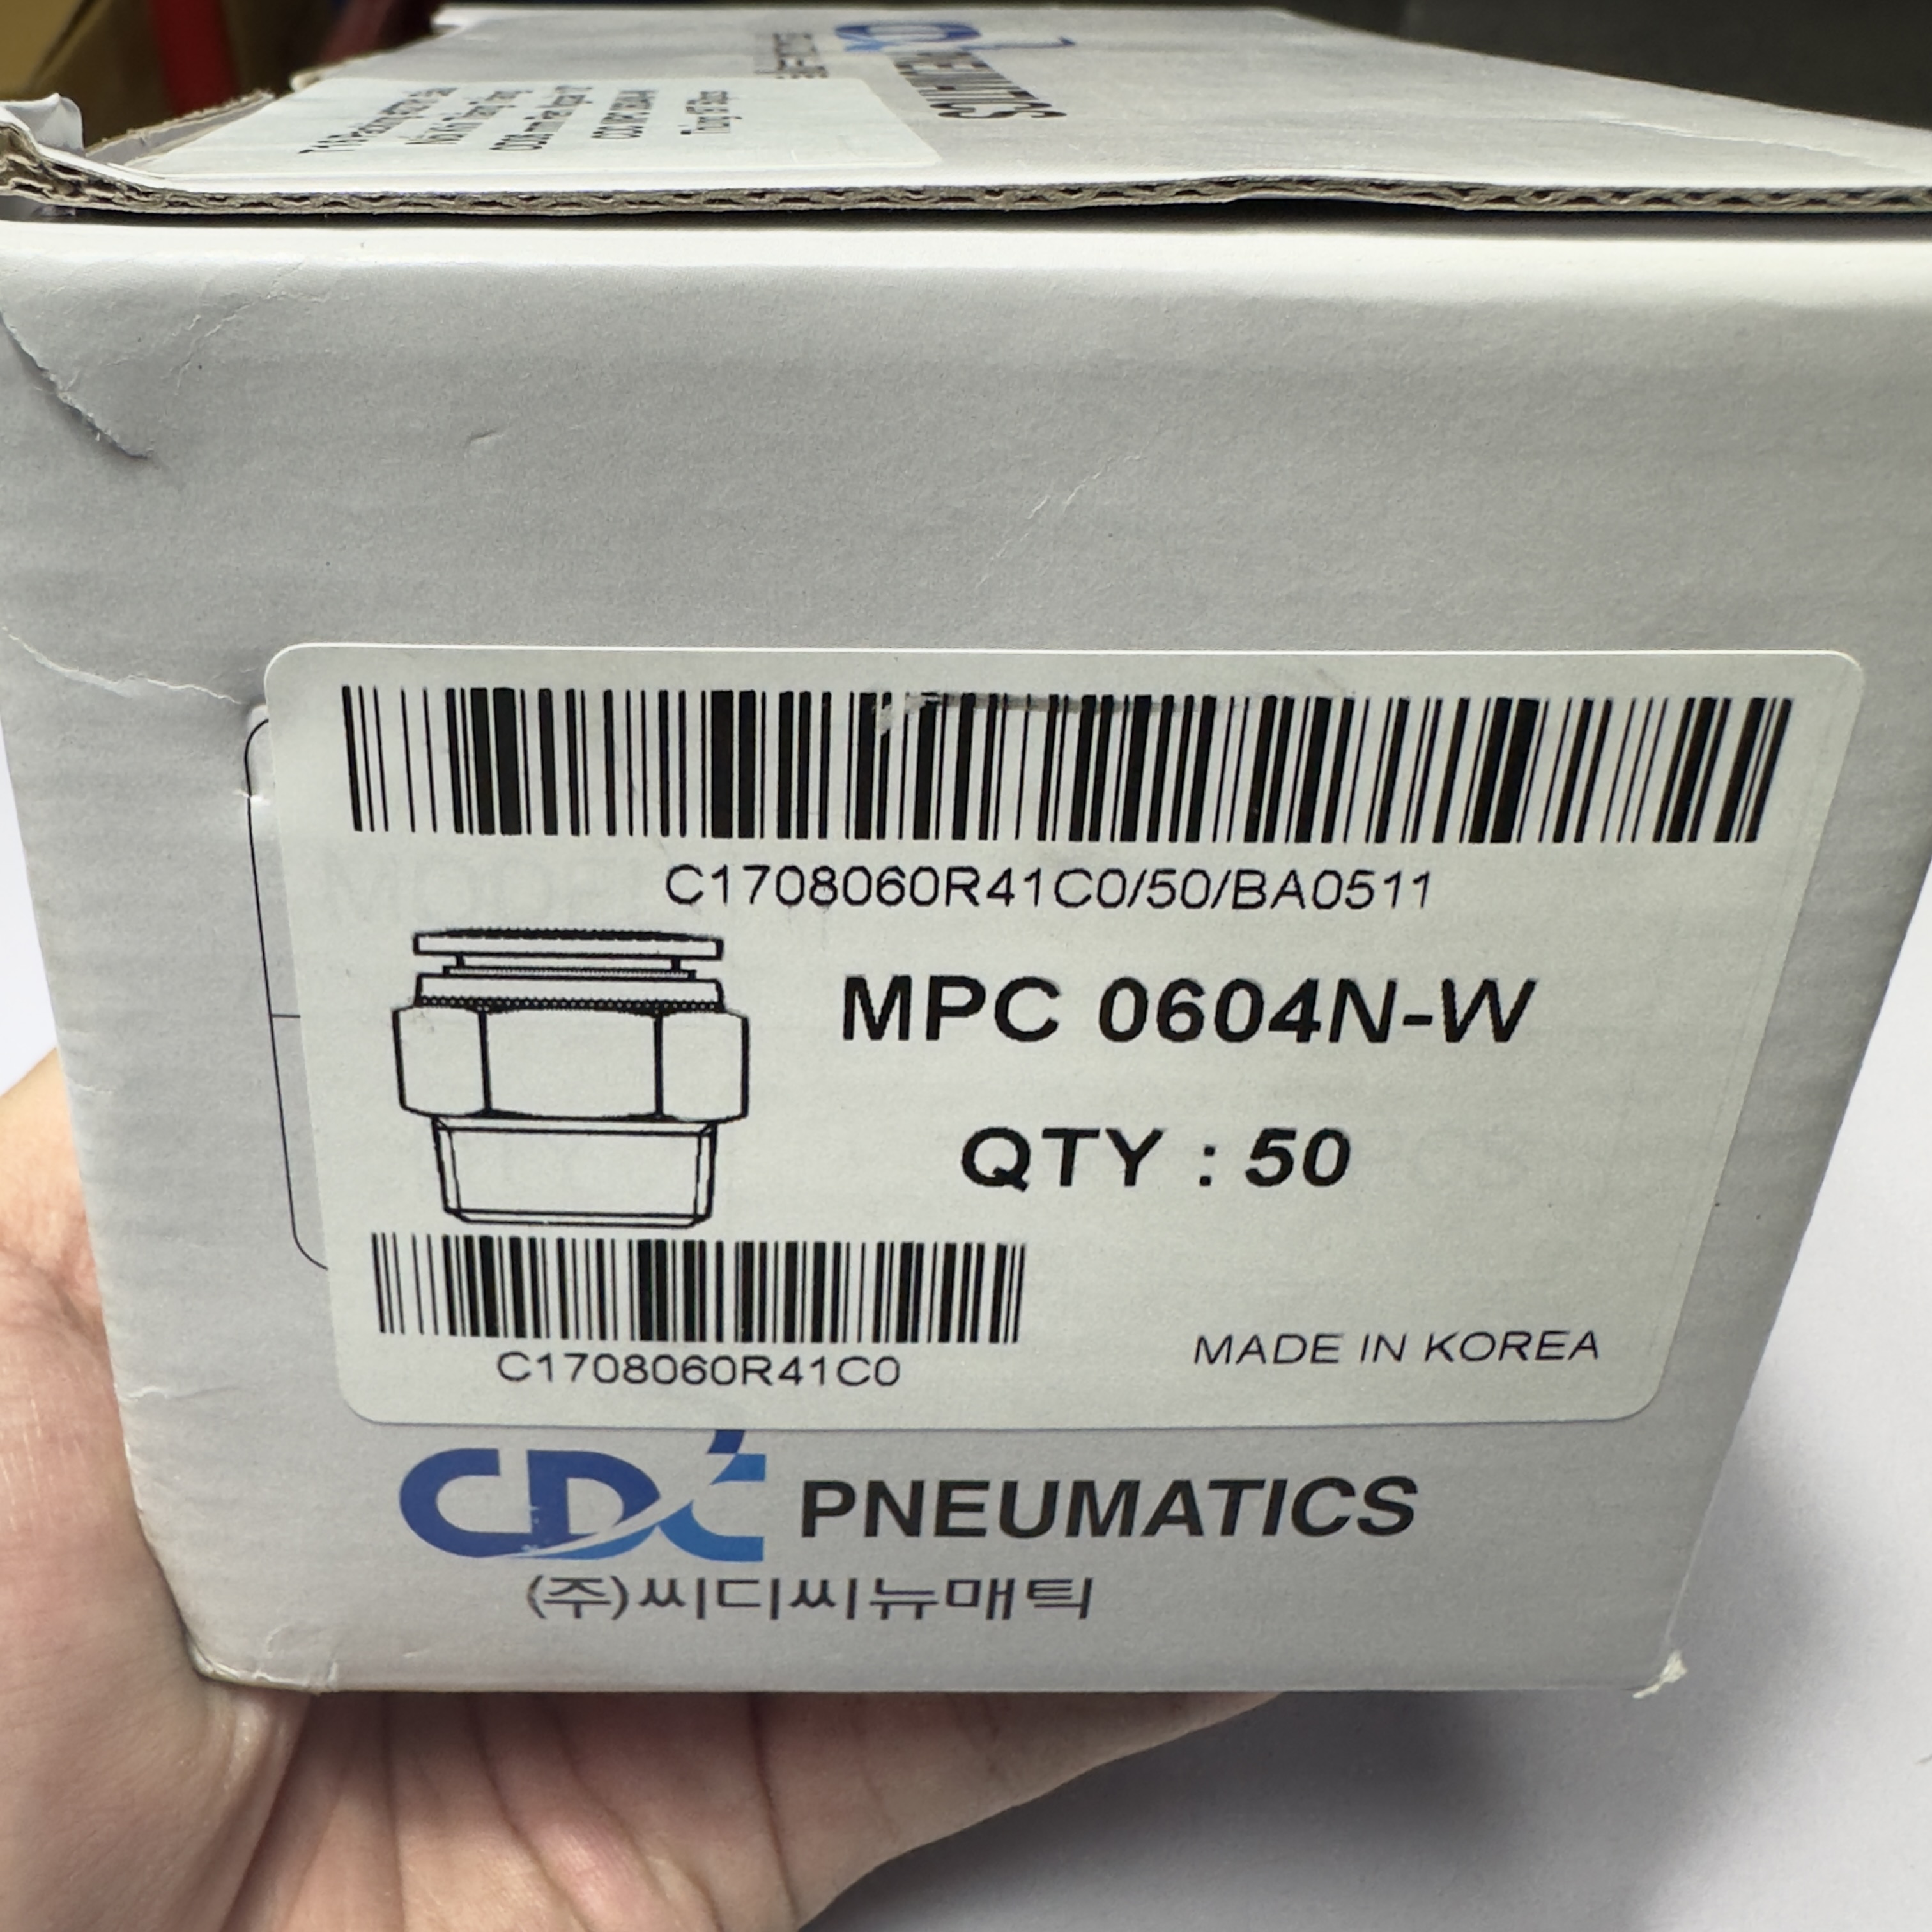 PNEUMATICS
C1708060R41C0/50/BA0511
MPC 0604N-W
QTY : 50
C1708060R41C0
MADE IN KOREA
CDC PNEUMATICS
(주)씨디씨뉴매틱